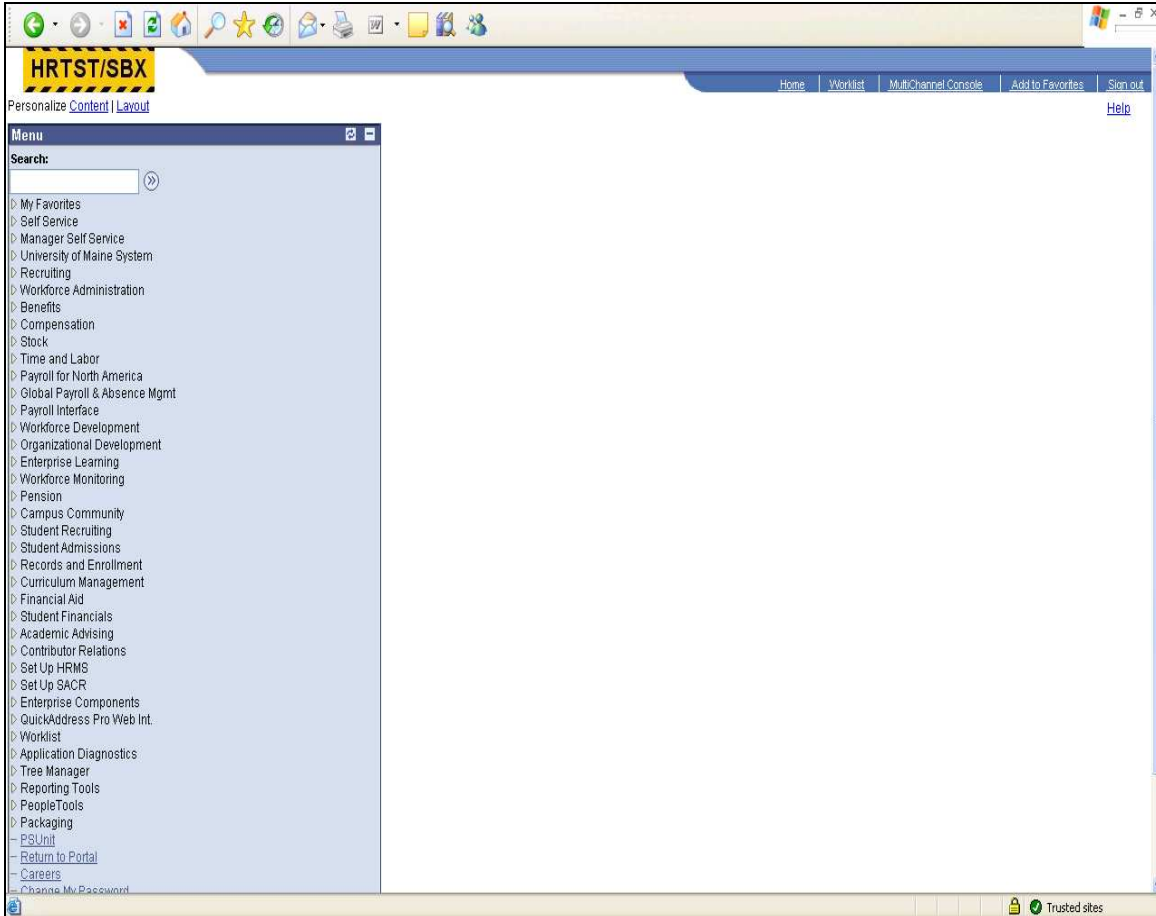 HRTST/SBX
Home Worklist MultiChannel Console Add to Favorites Sign out
Personalize Content | Layout
Help
Menu
Search:
My Favorites
Self Service
Manager Self Service
University of Maine System
Recruiting
Workforce Administration
Benefits
Compensation
Stock
Time and Labor
Payroll for North America
Global Payroll & Absence Mgmt
Payroll Interface
Workforce Development
Organizational Development
Enterprise Learning
Workforce Monitoring
Pension
Campus Community
Student Recruiting
Student Admissions
Records and Enrollment
Curriculum Management
Financial Aid
Student Financials
Academic Advising
Contributor Relations
Set Up HRMS
Set Up SACR
Enterprise Components
QuickAddress Pro Web Int.
Worklist
Application Diagnostics
Tree Manager
Reporting Tools
PeopleTools
Packaging
PSUnit
Return to Portal
Careers
Change My Password
Trusted sites